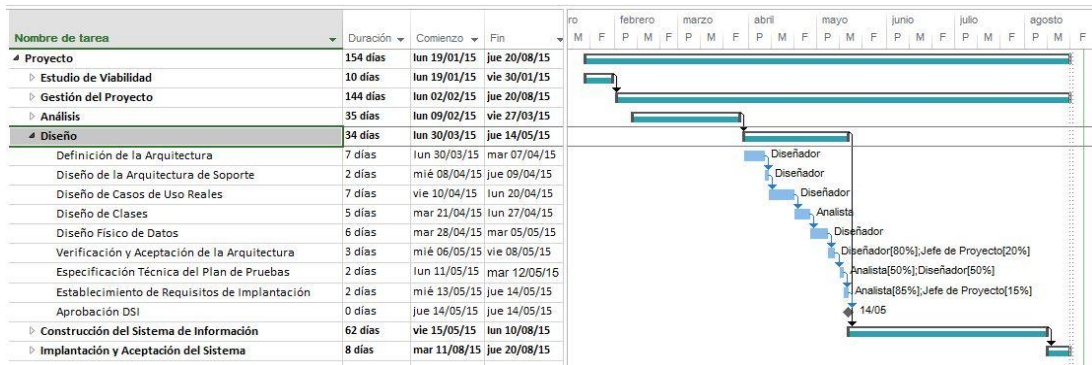 ro febrero marzo abril mayo junio julio agosto
Nombre de tarea Duración Comienzo Fin M F P M F P M F P M F P M F P M F P M F P M F
Proyecto 154 días lun 19/01/15 jue 20/08/15
Estudio de Viabilidad 10 días lun 19/01/15 vie 30/01/15
Gestión del Proyecto 144 días lun 02/02/15 jue 20/08/15
Análisis 35 días lun 09/02/15 vie 27/03/15
Diseño 34 días lun 30/03/15 jue 14/05/15
Definición de la Arquitectura 7 días lun 30/03/15 mar 07/04/15 Diseñador
Diseño de la Arquitectura de Soporte 2 días mié 08/04/15 jue 09/04/15 Diseñador
Diseño de Casos de Uso Reales 7 días vie 10/04/15 lun 20/04/15 Diseñador
Diseño de Clases 5 días mar 21/04/15 lun 27/04/15 Analista
Diseño Físico de Datos 6 días mar 28/04/15 mar 05/05/15 Diseñador
Verificación y Aceptación de la Arquitectura 3 días mié 06/05/15 vie 08/05/15 Diseñador[80%];Jefe de Proyecto[20%]
Especificación Técnica del Plan de Pruebas 2 días lun 11/05/15 mar 12/05/15 Analista[50%];Diseñador[50%]
Establecimiento de Requisitos de Implantación 2 días mié 13/05/15 jue 14/05/15 Analista[85%];Jefe de Proyecto[15%]
Aprobación DSI 0 días jue 14/05/15 jue 14/05/15 14/05
Construcción del Sistema de Información 62 días vie 15/05/15 lun 10/08/15
Implantación y Aceptación del Sistema 8 días mar 11/08/15 jue 20/08/15